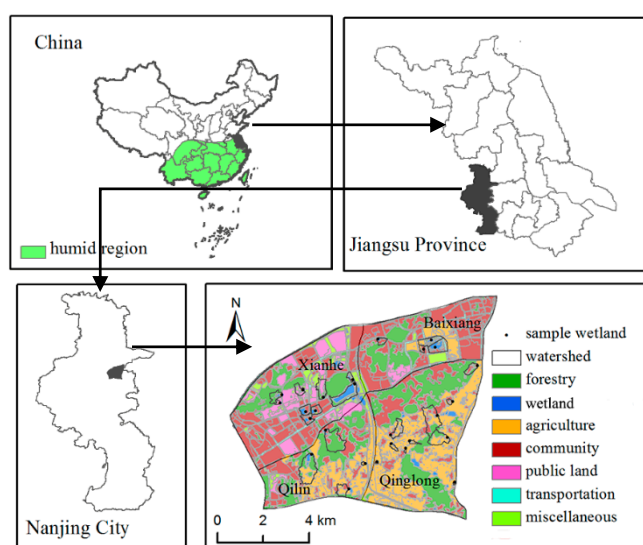 China
humid region
Jiangsu Province
Nanjing City
N
Baixiang
Xianhe
Qilin
Qinglong
0 2 4 km
sample wetland
watershed
forestry
wetland
agriculture
community
public land
transportation
miscellaneous